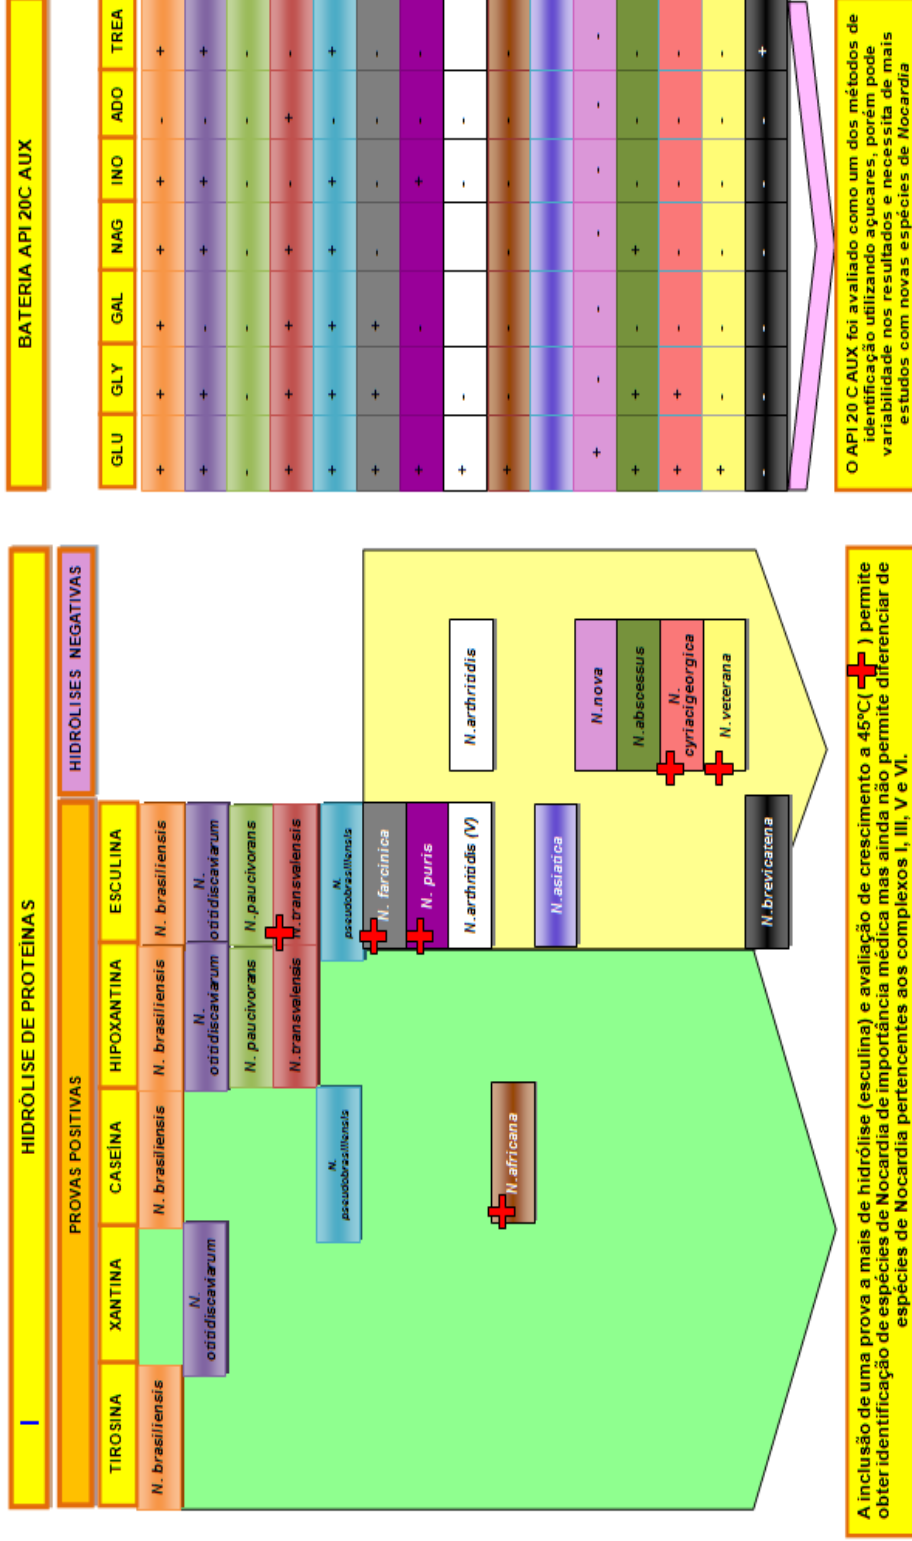 HIDRÓLISE DE PROTEÍNAS
PROVAS POSITIVAS
HIDRÓLISES NEGATIVAS
TIROSINA XANTINA CASEÍNA HIPOXANTINA ESCULINA
N. brasiliensis N. brasiliensis N. brasiliensis N. brasiliensis
N.
otitidiscaviarum
N.
otitidiscaviarum
N.
otitidiscaviarum
N. paucivorans N.paucivorans
N.transvalensis N.transvalensis
N.
pseudobrasiliensis
N.
pseudobrasiliensis
N. farcinica
N. puris
N.arthritidis (V) N.arthritidis
N.africana
N.asiatica
N.nova
N.abscessus
N.
cyriacigeorgica
N.veterana
N.brevicatena
A inclusão de uma prova a mais de hidrólise (esculina) e avaliação de crescimento a 45ºC( ) permite
obter identificação de espécies de Nocardia de importância médica mas ainda não permite diferenciar de
espécies de Nocardia pertencentes aos complexos I, III, V e VI.
BATERIA API 20C AUX
GLU GLY GAL NAG INO ADO TREA
+ + + + + - +
+ + - + + - +
- - - - - - -
+ + + + - + -
+ + + + + - +
+ + + - - - -
+ - + - -
+ - - -
+ - - - - - -
+ - - - - - -
+ + - + - - -
+ + - - - - -
+ - - - - - -
- - - - - - +
O API 20 C AUX foi avaliado como um dos métodos de
identificação utilizando açucares, porém pode
variabilidade nos resultados e necessita de mais
estudos com novas espécies de Nocardia